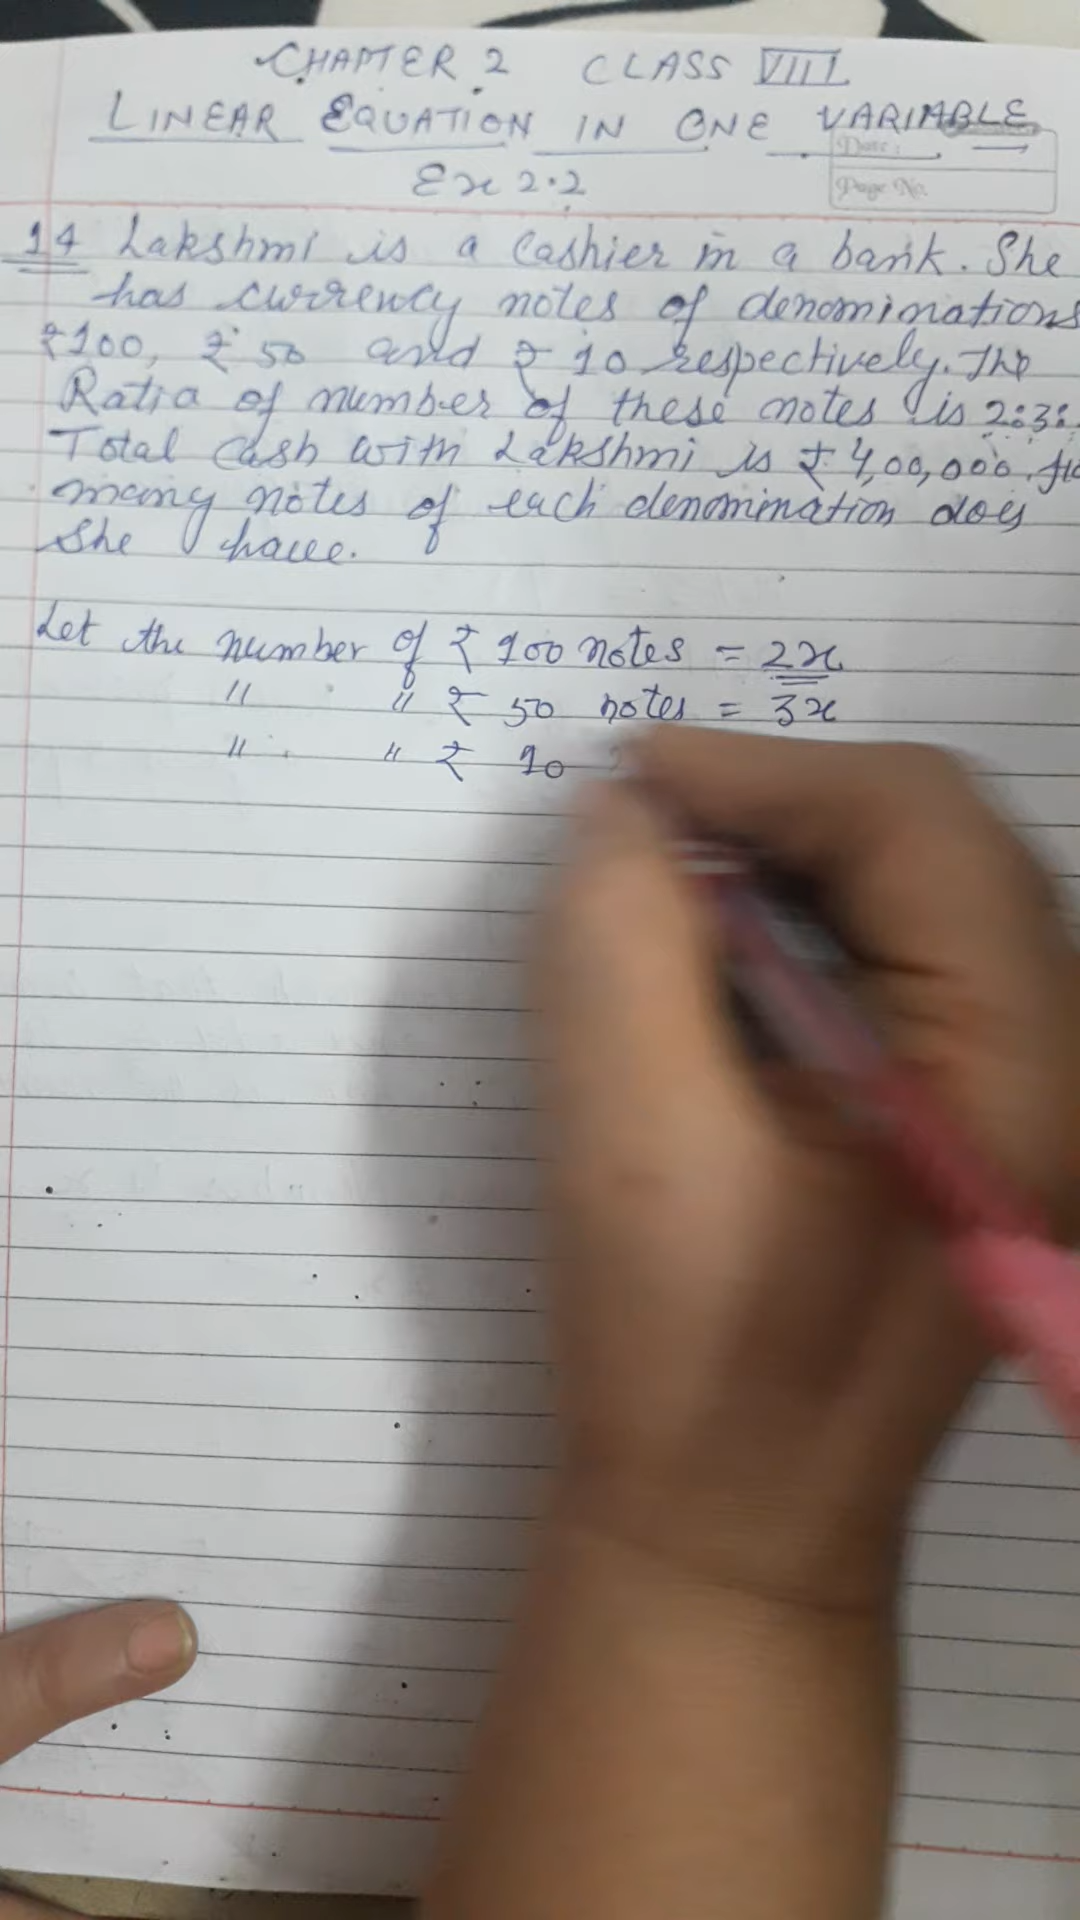 CHAPTER 2 CLASS VIII
LINEAR EQUATION IN ONE VARIABLE
Date:
Page No.
Ex 2.2
14 Lakshmi is a cashier in a bank. She
has currency notes of denominations
₹100, ₹ 50 and ₹ 10 respectively. The
Ratio of number of these notes is 2:3:
Total cash with Lakshmi is ₹ 4,00,000.
many notes of each denomination does
She have.
Let the number of ₹ 100 notes = 2x
" " ₹ 50 notes = 3x
" " ₹ 10